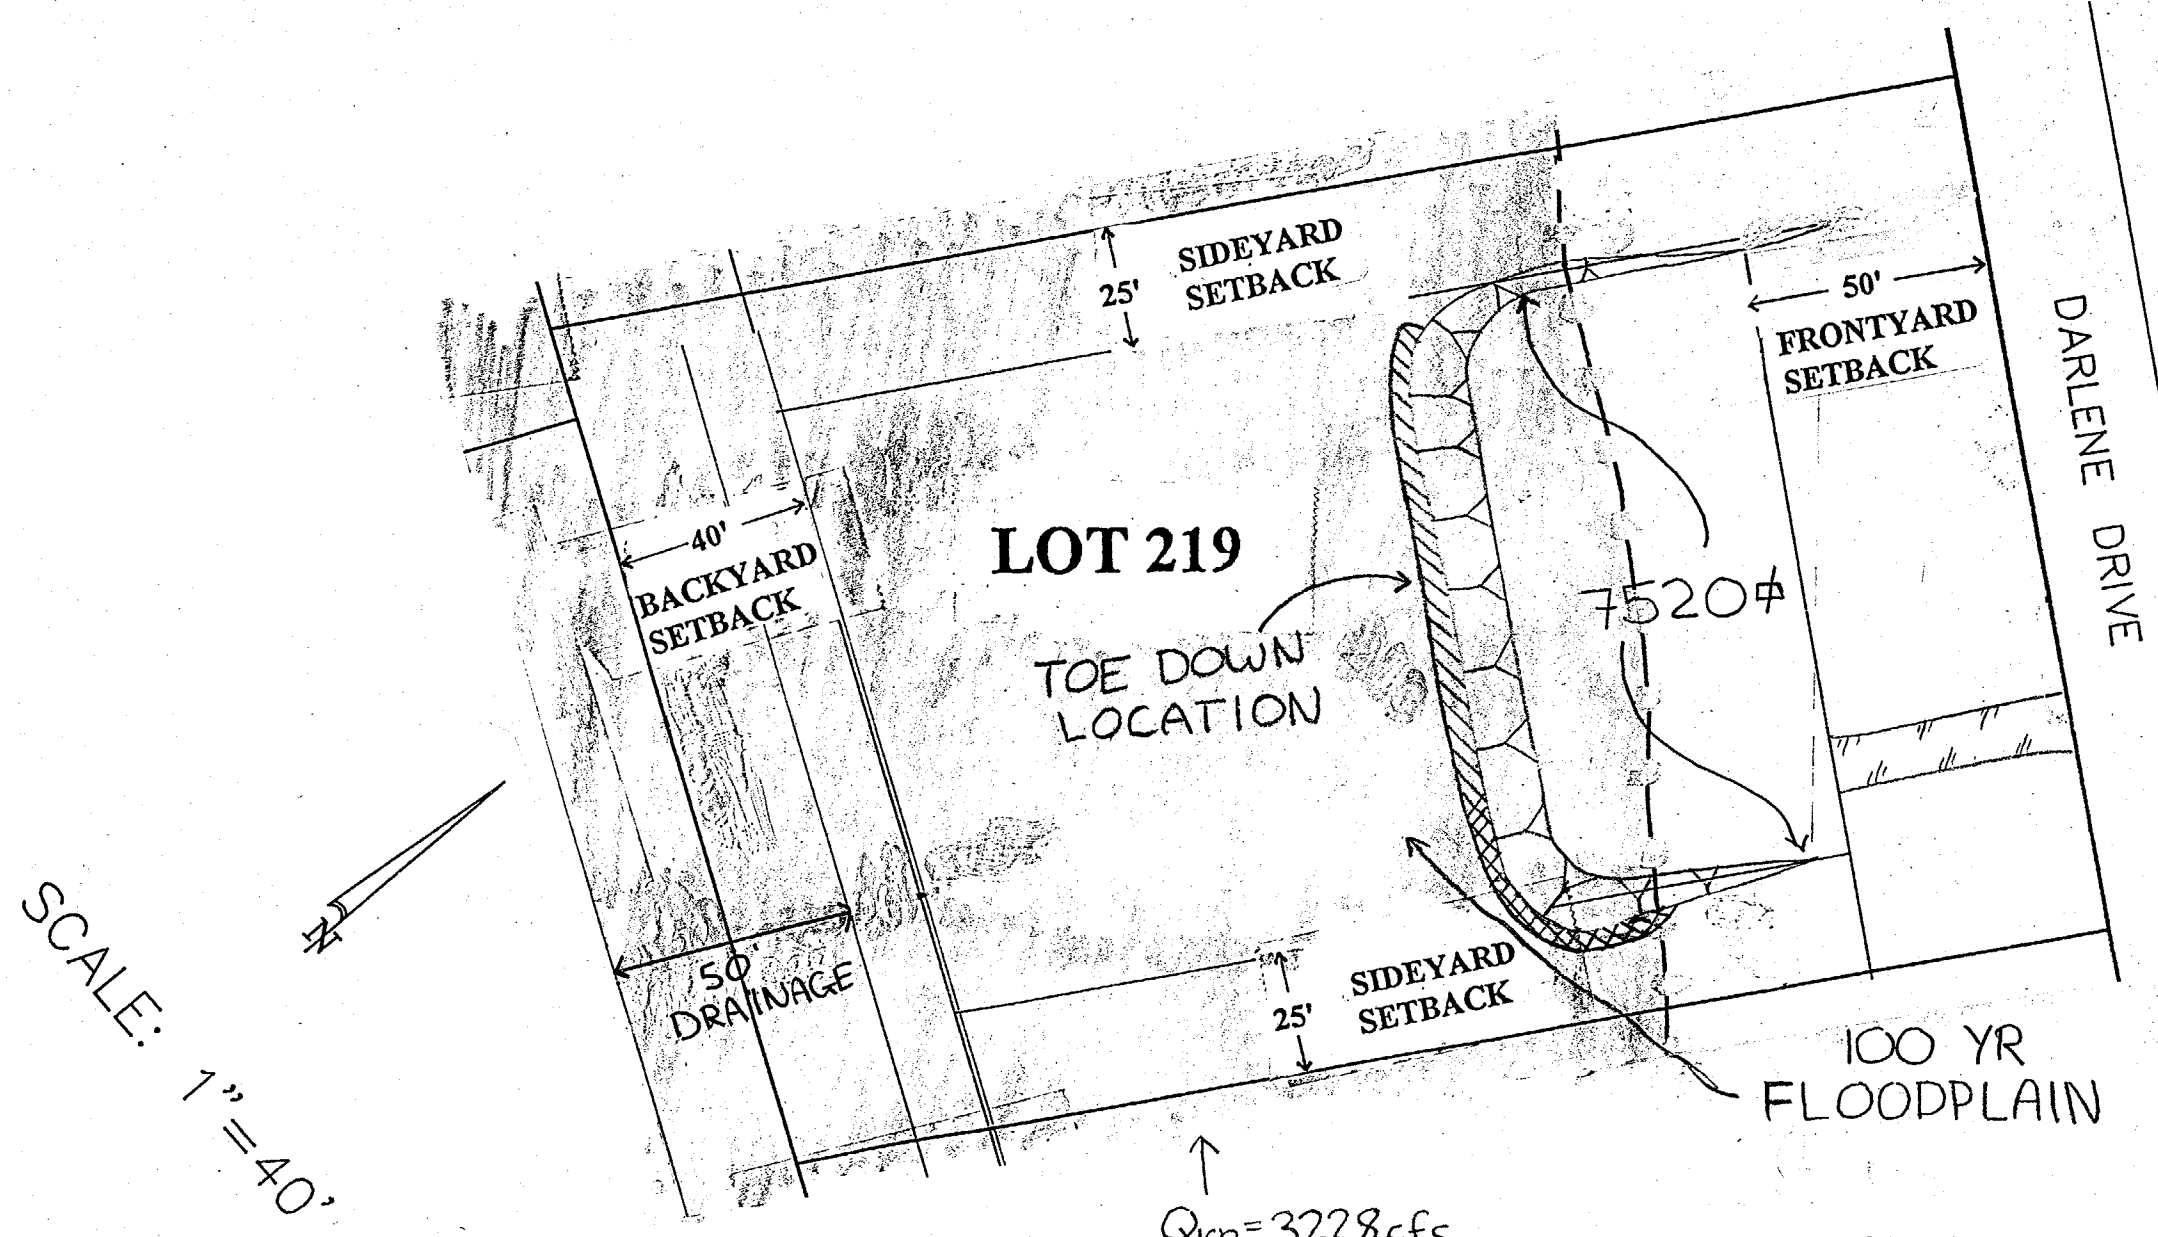 SIDEYARD
SETBACK
25'
50'
FRONTYARD
SETBACK
DARLENE DRIVE
40'
BACKYARD
SETBACK
LOT 219
7520⏍
TOE DOWN
LOCATION
50'
DRAINAGE
SIDEYARD
SETBACK
25'
100 YR
FLOODPLAIN
N
SCALE: 1"=40'
=3228cfs